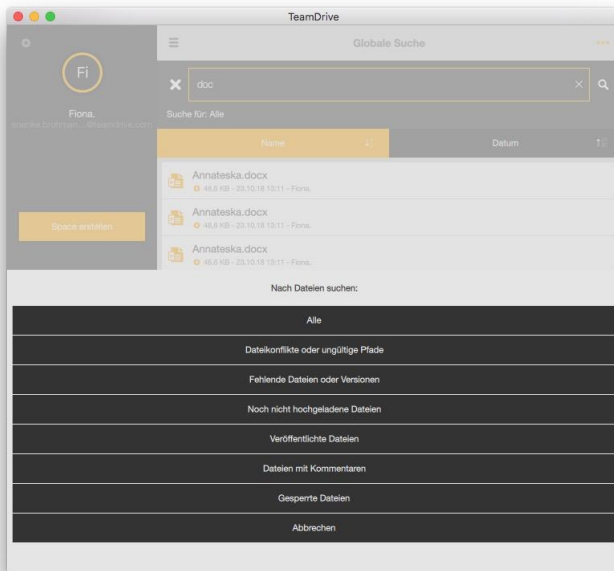 TeamDrive
Globale Suche
Fi
doc
Fiona.
Suche für: Alle
Name
Datum
Annateska.docx
46,6 KB - 23.10.18 13:11 - Fiona.
Annateska.docx
46,6 KB - 23.10.18 13:11 - Fiona.
Space erstellen
Annateska.docx
46,6 KB - 23.10.18 13:11 - Fiona.
Nach Dateien suchen:
Alle
Dateikonflikte oder ungültige Pfade
Fehlende Dateien oder Versionen
Noch nicht hochgeladene Dateien
Veröffentlichte Dateien
Dateien mit Kommentaren
Gesperrte Dateien
Abbrechen